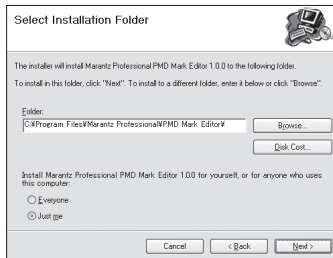 Select Installation Folder
The installer will install Marantz Professional PMD Mark Editor 1.0.0 to the following folder.
To install in this folder, click "Next". To install to a different folder, enter it below or click "Browse".
Folder:
C:¥Program Files¥Marantz Professional¥PMD Mark Editor¥
Browse...
Disk Cost...
Install Marantz Professional PMD Mark Editor 1.0.0 for yourself, or for anyone who uses
this computer:
Everyone
Just me
Cancel
< Back
Next >